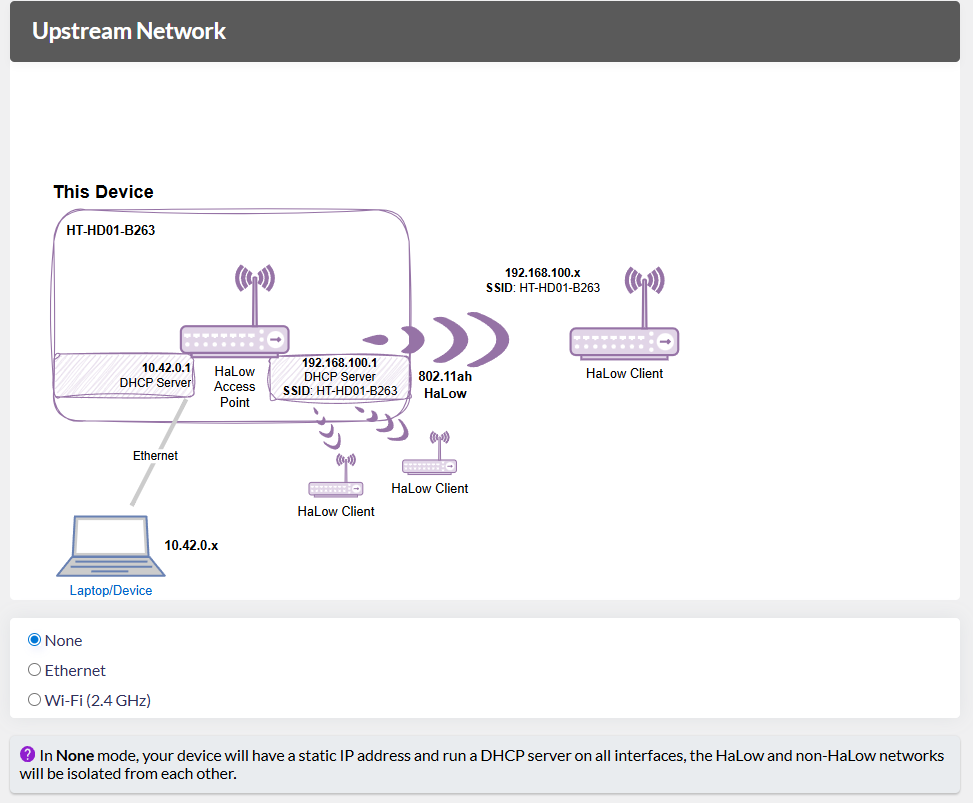 Upstream Network
This Device
HT-HD01-B263
192.168.100.x
SSID: HT-HD01-B263
10.42.0.1
DHCP Server
HaLow
Access
Point
192.168.100.1
DHCP Server
SSID: HT-HD01-B263
802.11ah
HaLow
HaLow Client
Ethernet
HaLow Client
HaLow Client
10.42.0.x
Laptop/Device
None
Ethernet
Wi-Fi (2.4 GHz)
? In None mode, your device will have a static IP address and run a DHCP server on all interfaces, the HaLow and non-HaLow networks
will be isolated from each other.